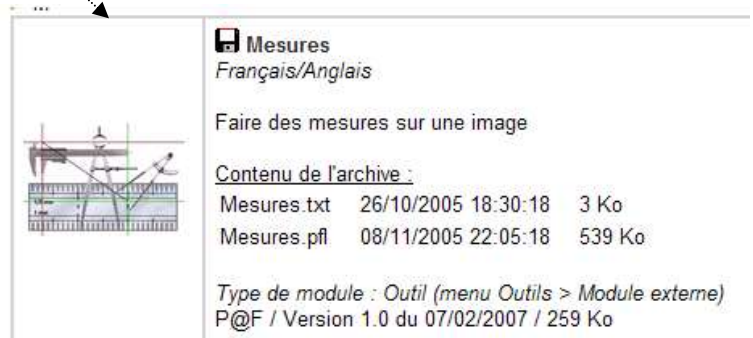 Mesures
Français/Anglais
Faire des mesures sur une image
Contenu de l'archive :
Mesures.txt 26/10/2005 18:30:18 3 Ko
Mesures.pfl 08/11/2005 22:05:18 539 Ko
Type de module : Outil (menu Outils > Module externe)
P@F / Version 1.0 du 07/02/2007 / 259 Ko